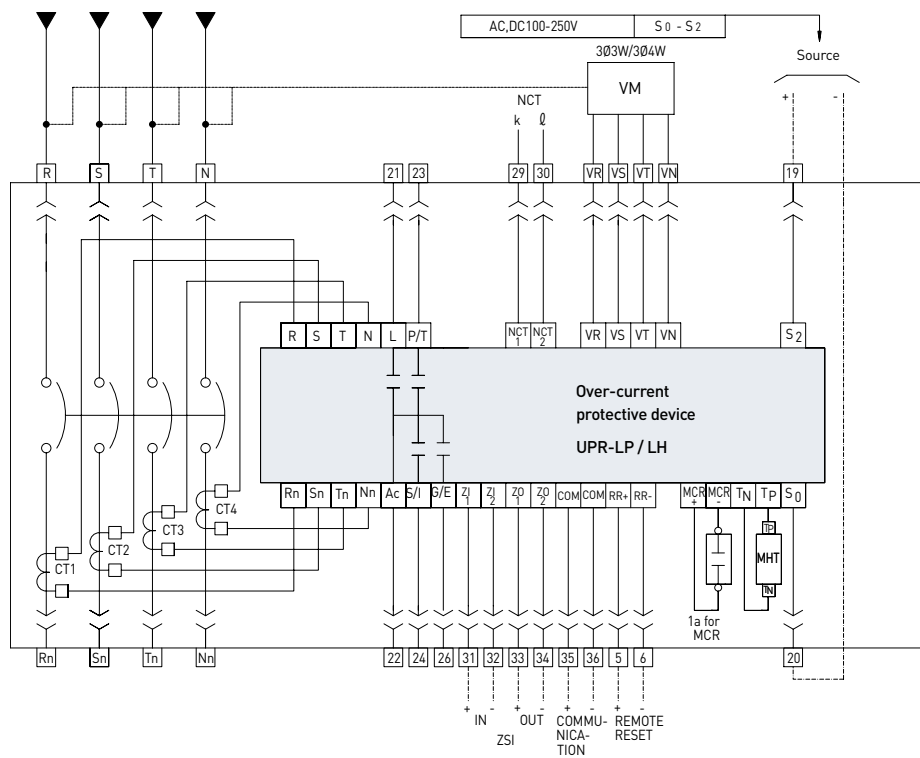 AC,DC100-250V S0 - S2
Source
+ -
3Ø3W/3Ø4W
VM
NCT
k ℓ
R S T N 21 23 29 30 VR VS VT VN 19
R S T N L P/T NCT 1 NCT 2 VR VS VT VN S2
Over-current
protective device
UPR-LP / LH
Rn Sn Tn Nn Ac S/I G/E ZI 1 ZI 2 ZO 1 ZO 2 COM COM RR+ RR- MCR + MCR - TN TP S0
CT1 CT2 CT3 CT4
TP
MHT
TN
1a for
MCR
Rn Sn Tn Nn 22 24 26 31 32 33 34 35 36 5 6 20
+ - + - + - + -
IN OUT
ZSI
COMMU-
NICA-
TION
REMOTE
RESET